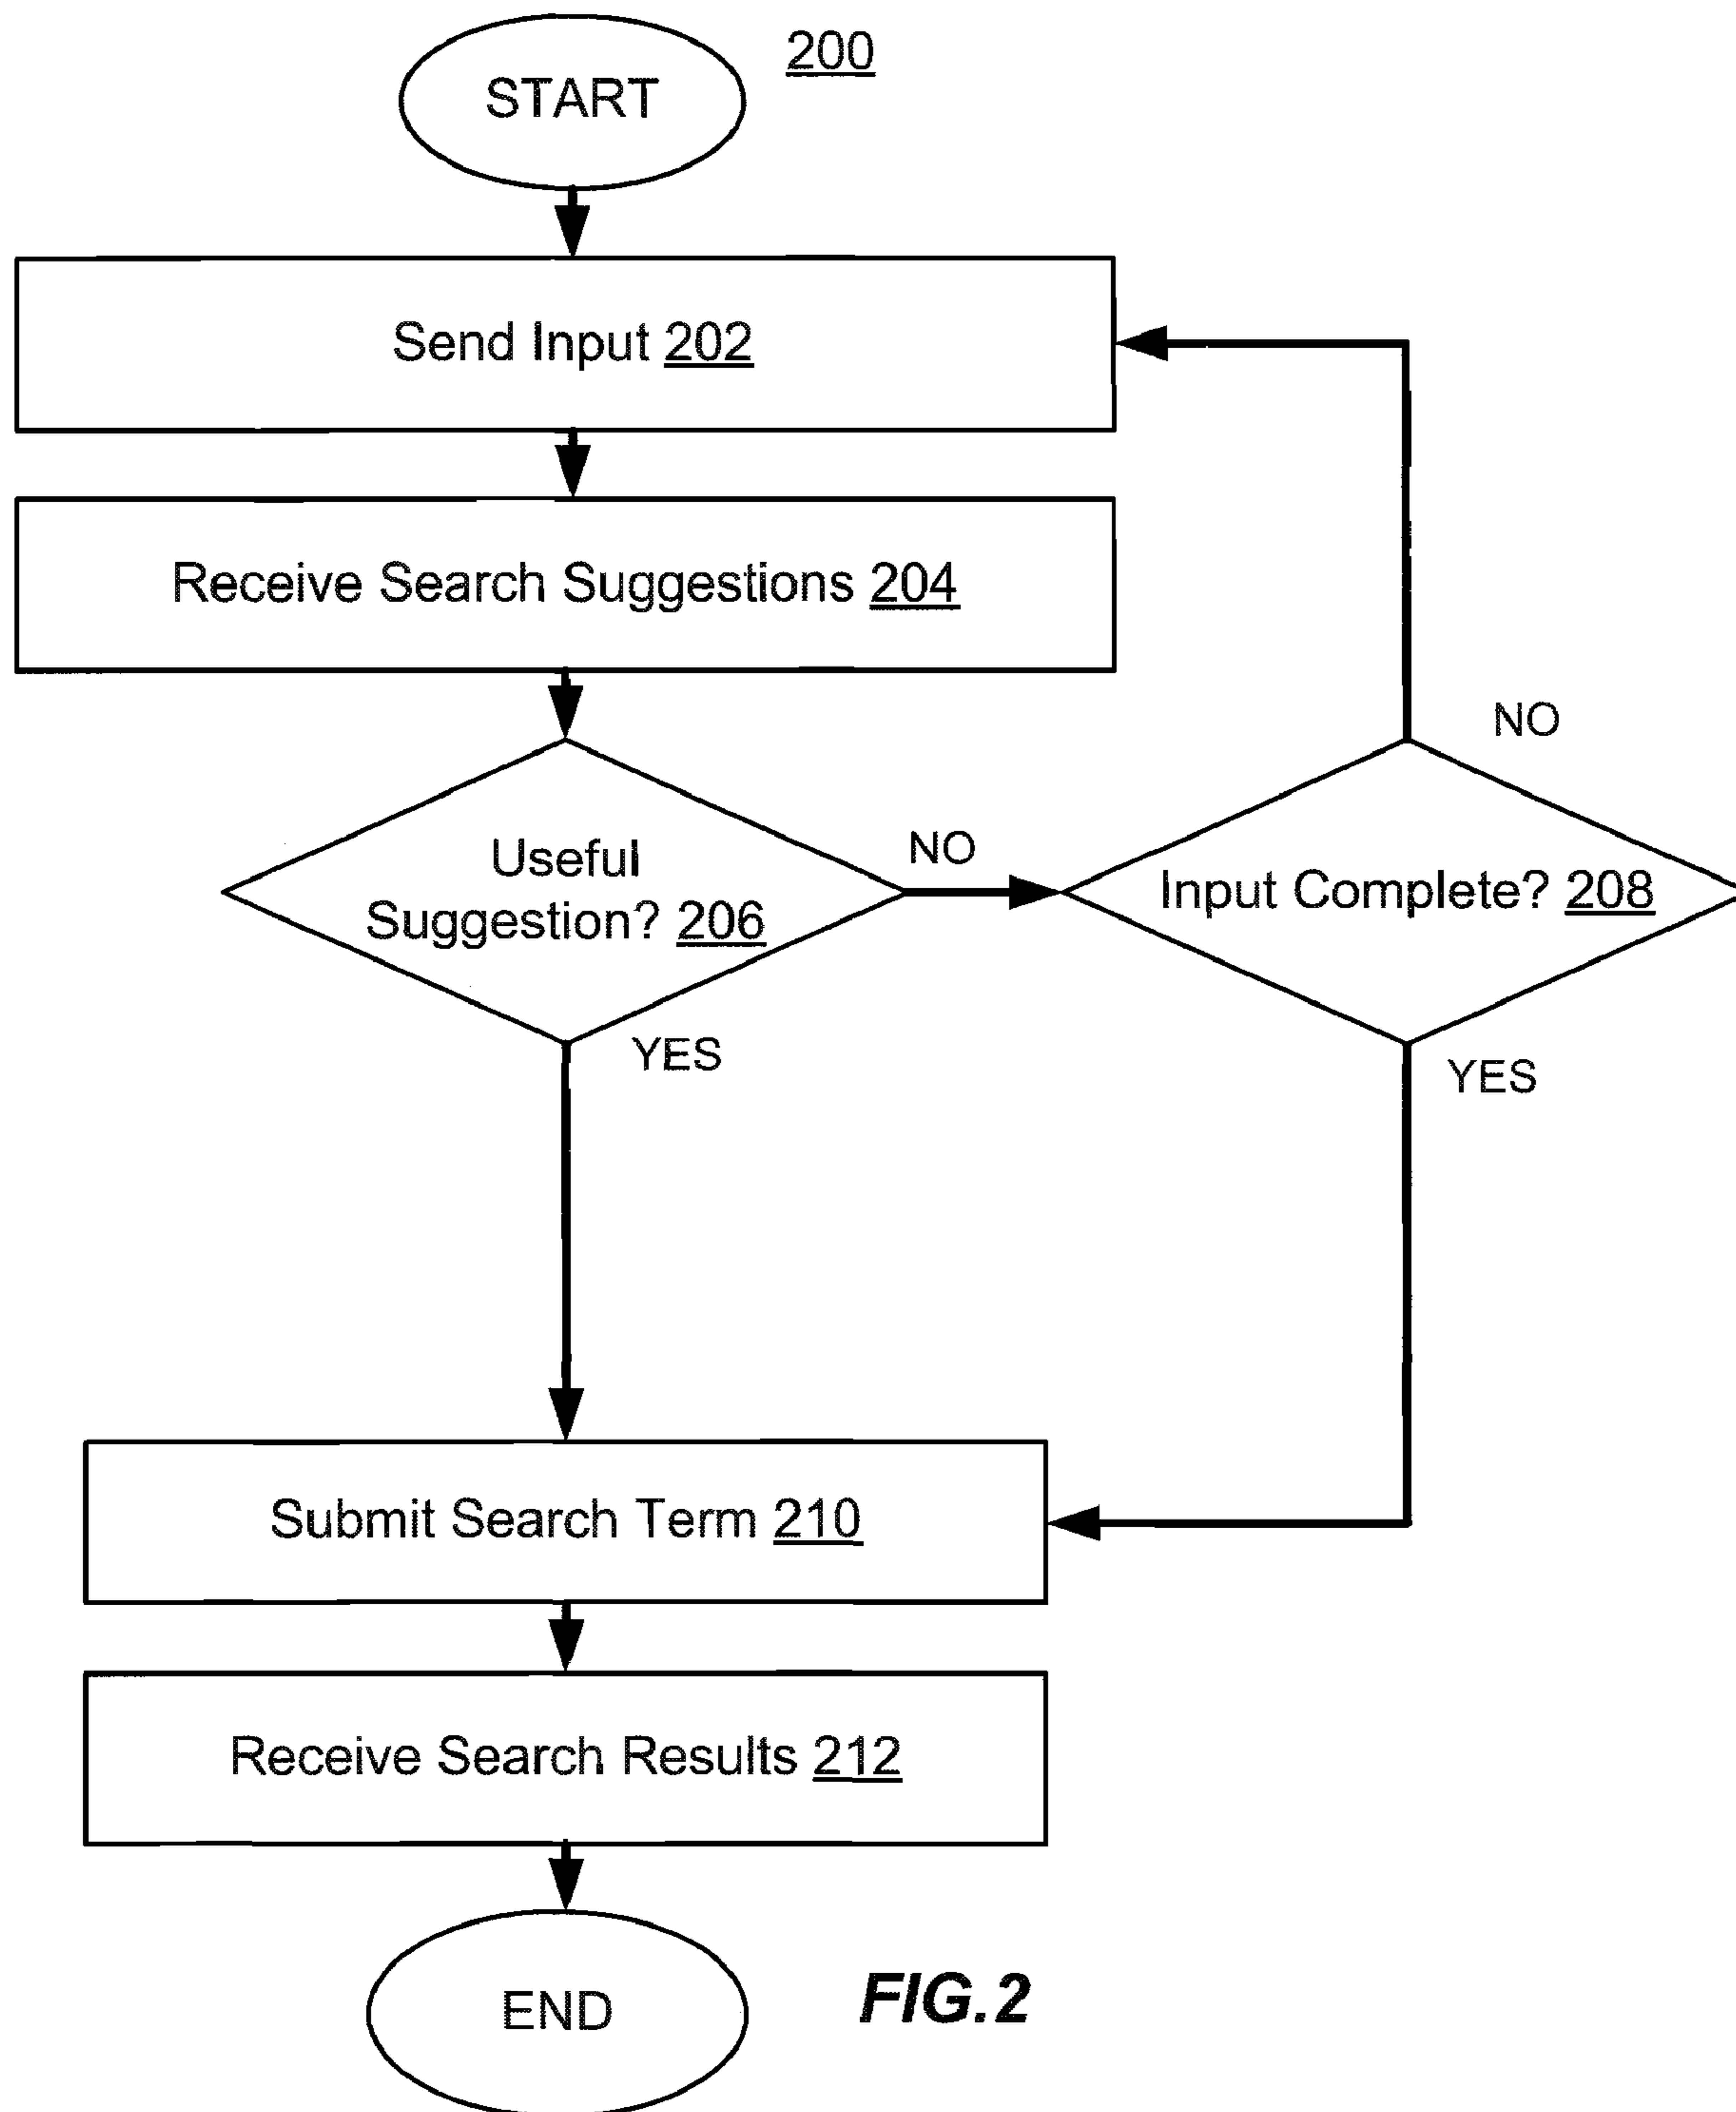 200
START
Send Input 202
Receive Search Suggestions 204
NO
Useful
Suggestion? 206
NO
Input Complete? 208
YES
YES
Submit Search Term 210
Receive Search Results 212
END
FIG.2